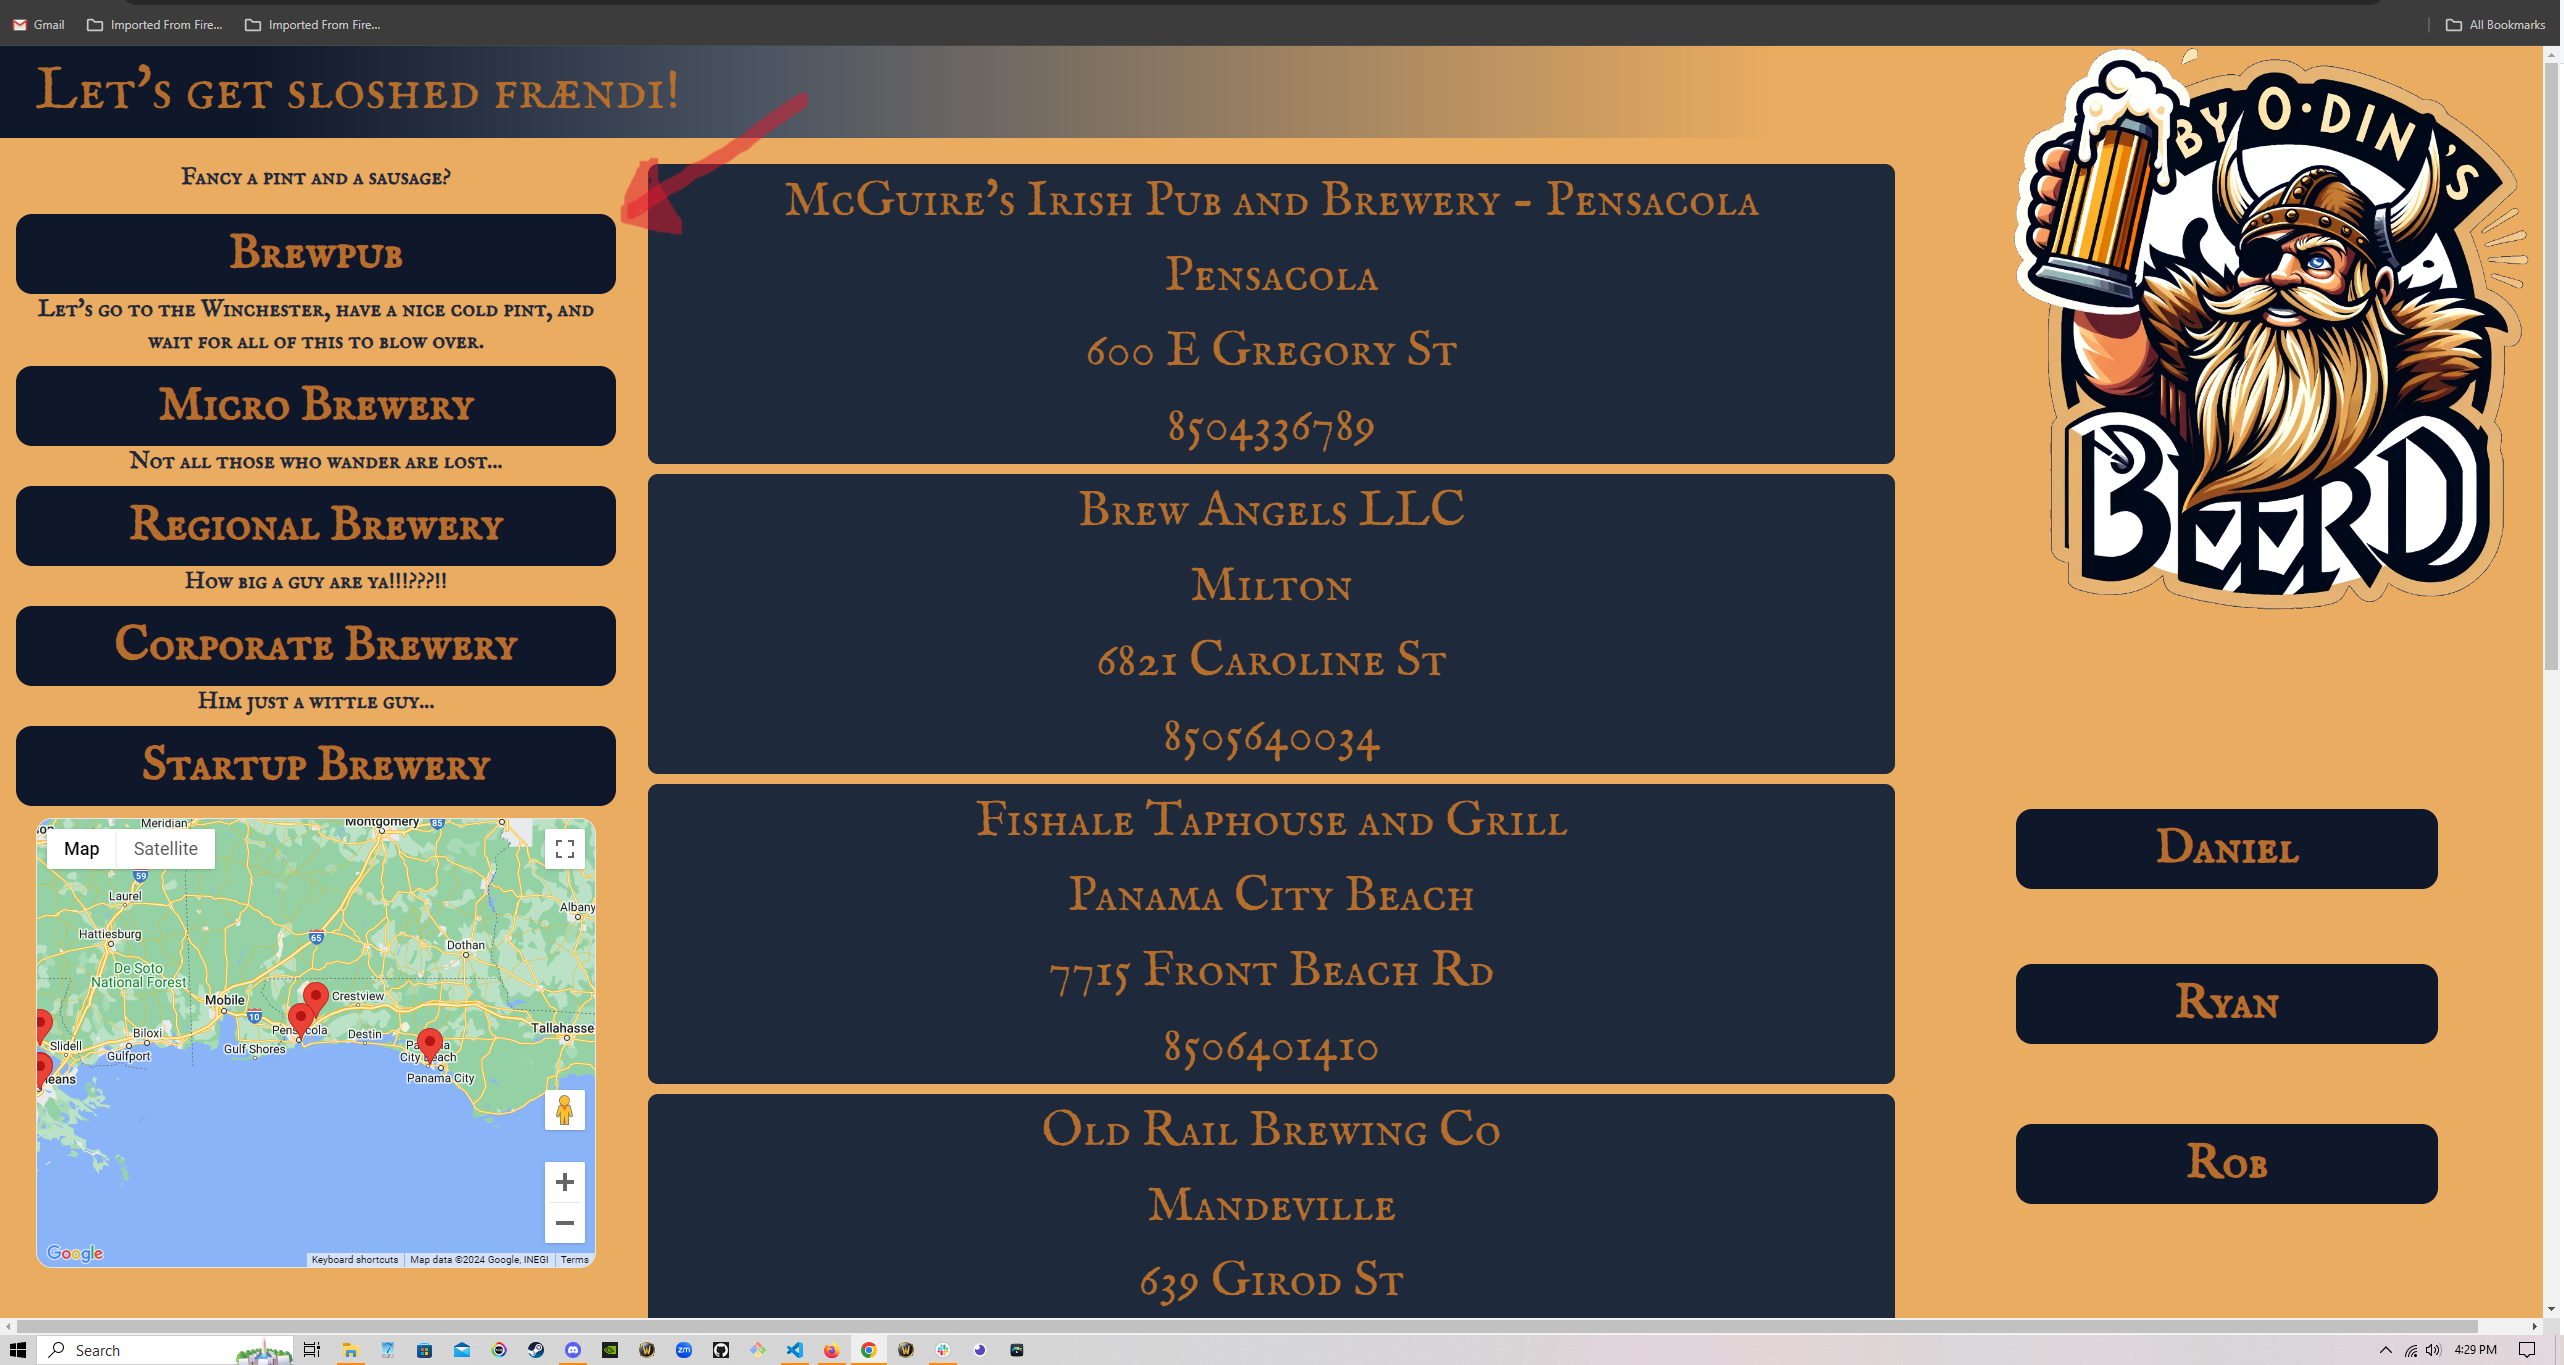 Gmail
Imported From Fire...
Imported From Fire...
All Bookmarks
Let's get sloshed frændi!
Fancy a pint and a sausage?
Brewpub
Let's go to the Winchester, have a nice cold pint, and
wait for all of this to blow over.
Micro Brewery
Not all those who wander are lost...
Regional Brewery
How big a guy are ya!!!???!!
Corporate Brewery
Him just a wittle guy...
Startup Brewery
Map
Satellite
Meridian
Montgomery
85
59
Laurel
Albany
Hattiesburg
65
Dothan
De Soto
National Forest
Mobile
Crestview
10
Pensacola
Tallahasse
Biloxi
Destin
Slidell
Gulfport
Gulf Shores
City Beach
leans
Panama City
Google
Keyboard shortcuts
Map data ©2024 Google, INEGI
Terms
McGuire's Irish Pub and Brewery - Pensacola
Pensacola
600 E Gregory St
8504336789
Brew Angels LLC
Milton
6821 Caroline St
8505640034
Fishale Taphouse and Grill
Panama City Beach
7715 Front Beach Rd
8506401410
Old Rail Brewing Co
Mandeville
639 Girod St
BY O·DIN'S
BEERD
Daniel
Ryan
Rob
Search
zm
4:29 PM